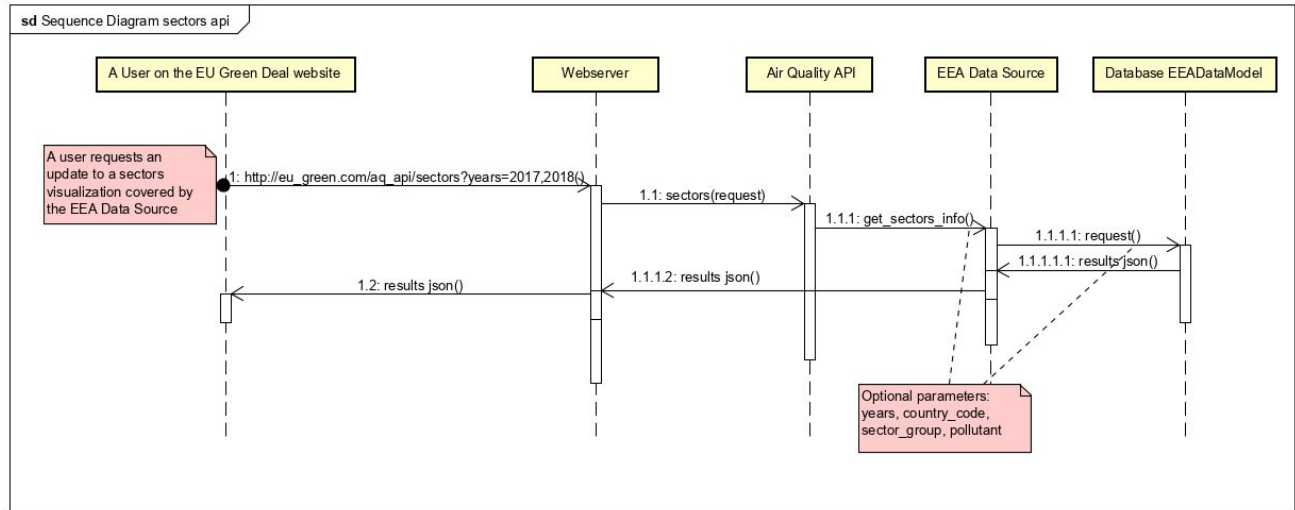 sd Sequence Diagram sectors api
A User on the EU Green Deal website
Webserver
Air Quality API
EEA Data Source
Database EEADataModel
A user requests an
update to a sectors
visualization covered by
the EEA Data Source
1: http://eu_green.com/aq_api/sectors?years=2017,2018()
1.1: sectors(request)
1.1.1: get_sectors_info()
1.1.1.1: request()
1.1.1.1.1: results json()
1.1.1.2: results json()
1.2: results json()
Optional parameters:
years, country_code,
sector_group, pollutant